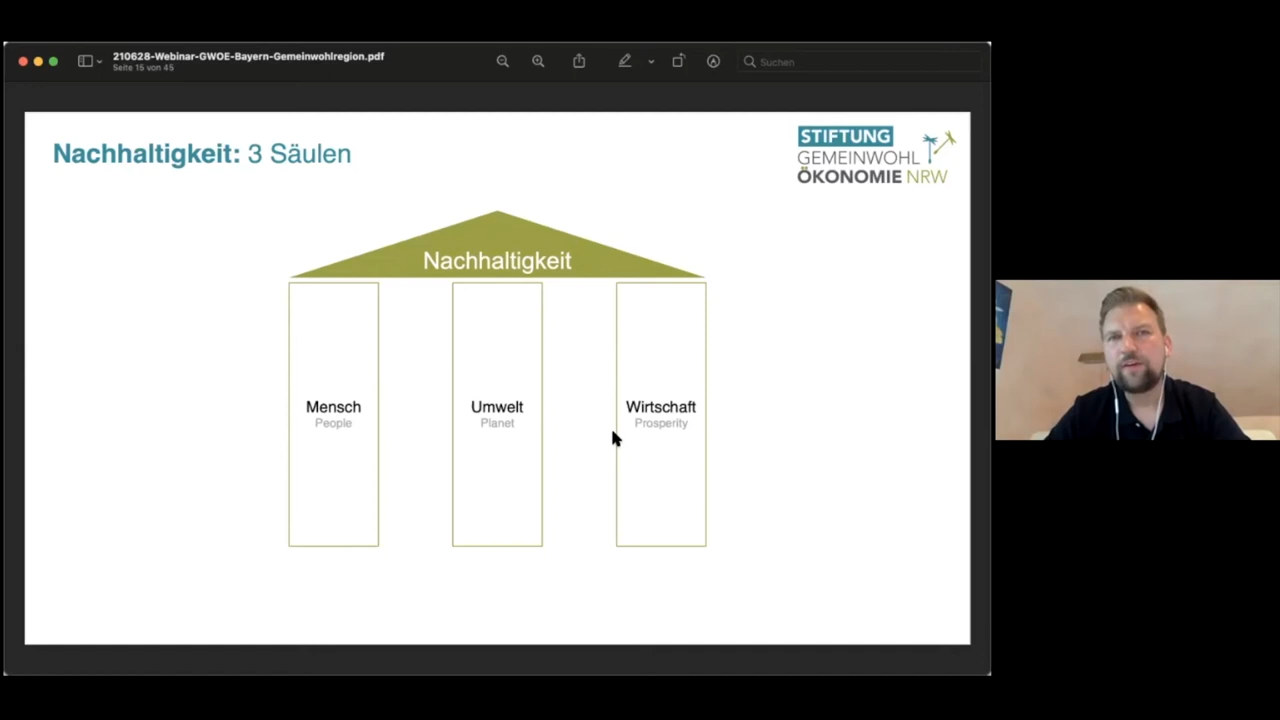 210628-Webinar-GWOE-Bayern-Gemeinwohlregion.pdf
Seite 15 von 45
Suchen
Nachhaltigkeit: 3 Säulen
STIFTUNG
GEMEINWOHL
ÖKONOMIE NRW
Nachhaltigkeit
Mensch
People
Umwelt
Planet
Wirtschaft
Prosperity